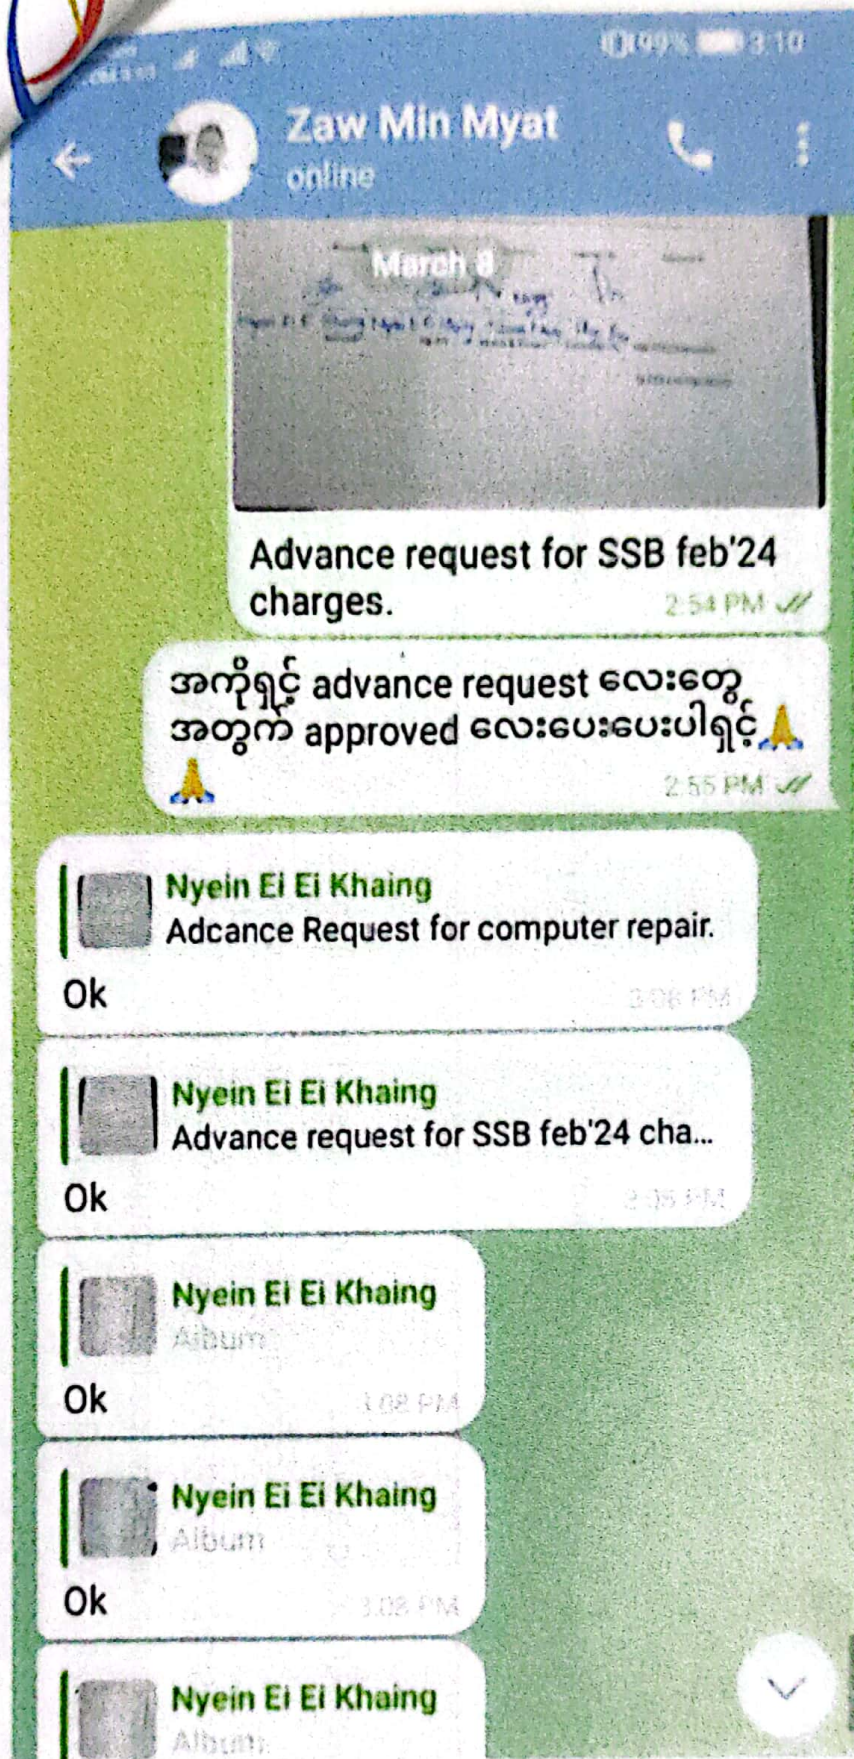 99% 3:10
Zaw Min Myat
online
March 8
Advance request for SSB feb'24
charges.
2:54 PM
အကိုရှင့် advance request လေးတွေ
အတွက် approved လေးပေးပေးပါရှင့်🙏
🙏
2:55 PM
Nyein Ei Ei Khaing
Adcance Request for computer repair.
Ok
Nyein Ei Ei Khaing
Advance request for SSB feb'24 cha...
Ok
Nyein Ei Ei Khaing
Album
Ok
Nyein Ei Ei Khaing
Album
Ok
Nyein Ei Ei Khaing
Album